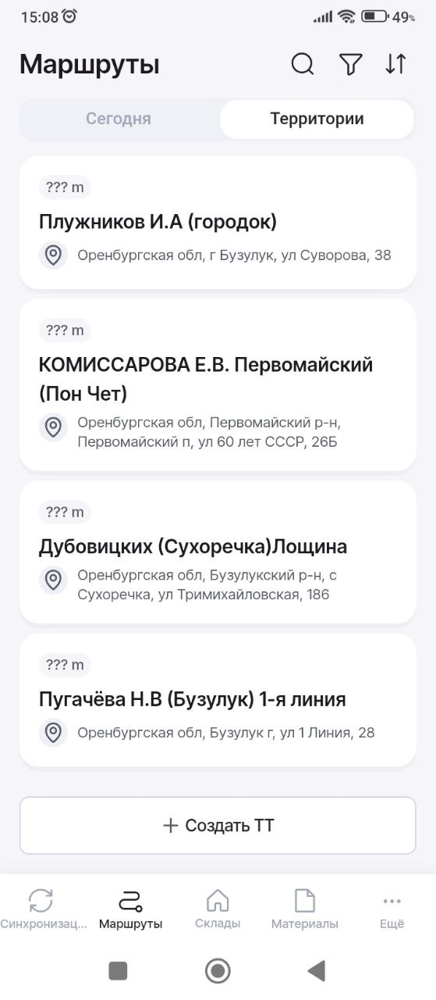 15:08
49%
Маршруты
Сегодня
Территории
??? m
Плужников И.А (городок)
Оренбургская обл, г Бузулук, ул Суворова, 38
??? m
КОМИССАРОВА Е.В. Первомайский
(Пон Чет)
Оренбургская обл, Первомайский р-н,
Первомайский п, ул 60 лет СССР, 26Б
??? m
Дубовицких (Сухоречка)Лощина
Оренбургская обл, Бузулукский р-н, с
Сухоречка, ул Тримихайловская, 186
??? m
Пугачёва Н.В (Бузулук) 1-я линия
Оренбургская обл, Бузулук г, ул 1 Линия, 28
+ Создать ТТ
Синхронизац...
Маршруты
Склады
Материалы
Ещё